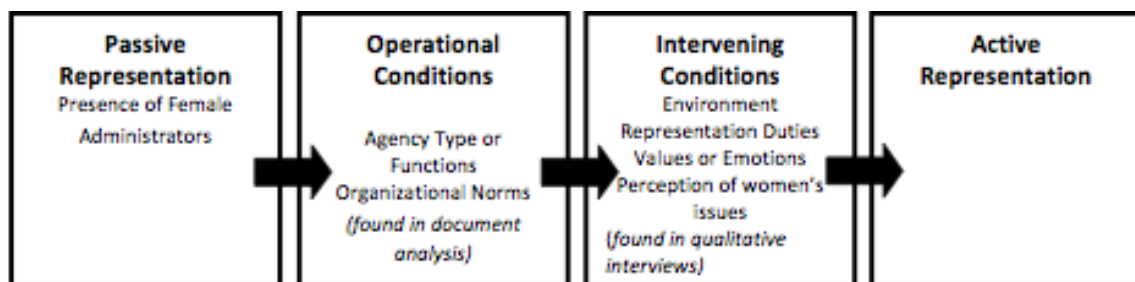 Passive
Representation
Presence of Female
Administrators
Operational
Conditions
Agency Type or
Functions
Organizational Norms
(found in document
analysis)
Intervening
Conditions
Environment
Representation Duties
Values or Emotions
Perception of women's
issues
(found in qualitative
interviews)
Active
Representation